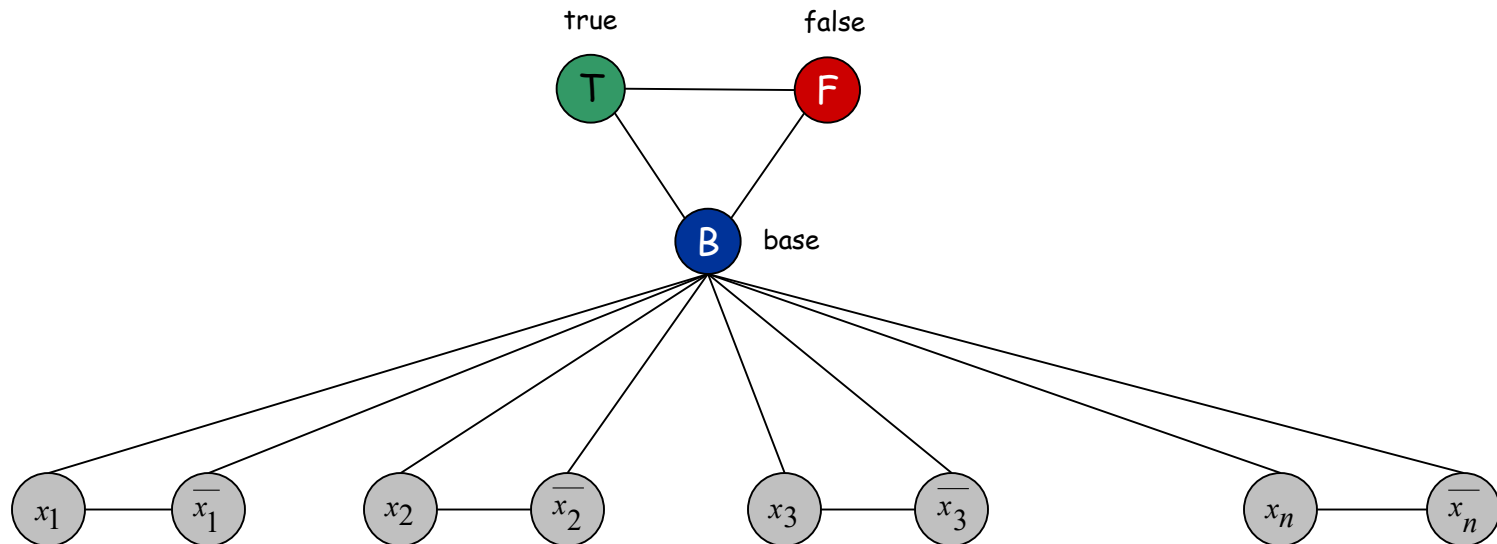 true false
T F
B base
x₁ x̅₁ x₂ x̅₂ x₃ x̅₃ xₙ x̅ₙ